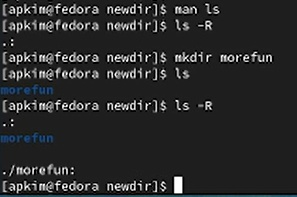 [apkim@fedora newdir]$ man ls
[apkim@fedora newdir]$ ls -R
.:
[apkim@fedora newdir]$ mkdir morefun
[apkim@fedora newdir]$ ls
morefun
[apkim@fedora newdir]$ ls -R
.:
morefun
./morefun:
[apkim@fedora newdir]$